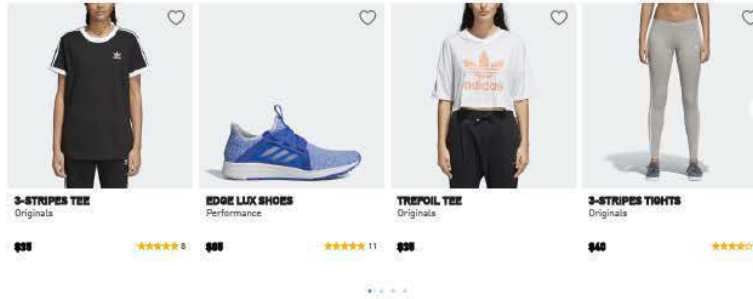 adidas
3-STRIPES TEE
Originals
$35
8
EDGE LUX SHOES
Performance
$85
11
TREFOIL TEE
Originals
3-STRIPES TIGHTS
Originals
$40